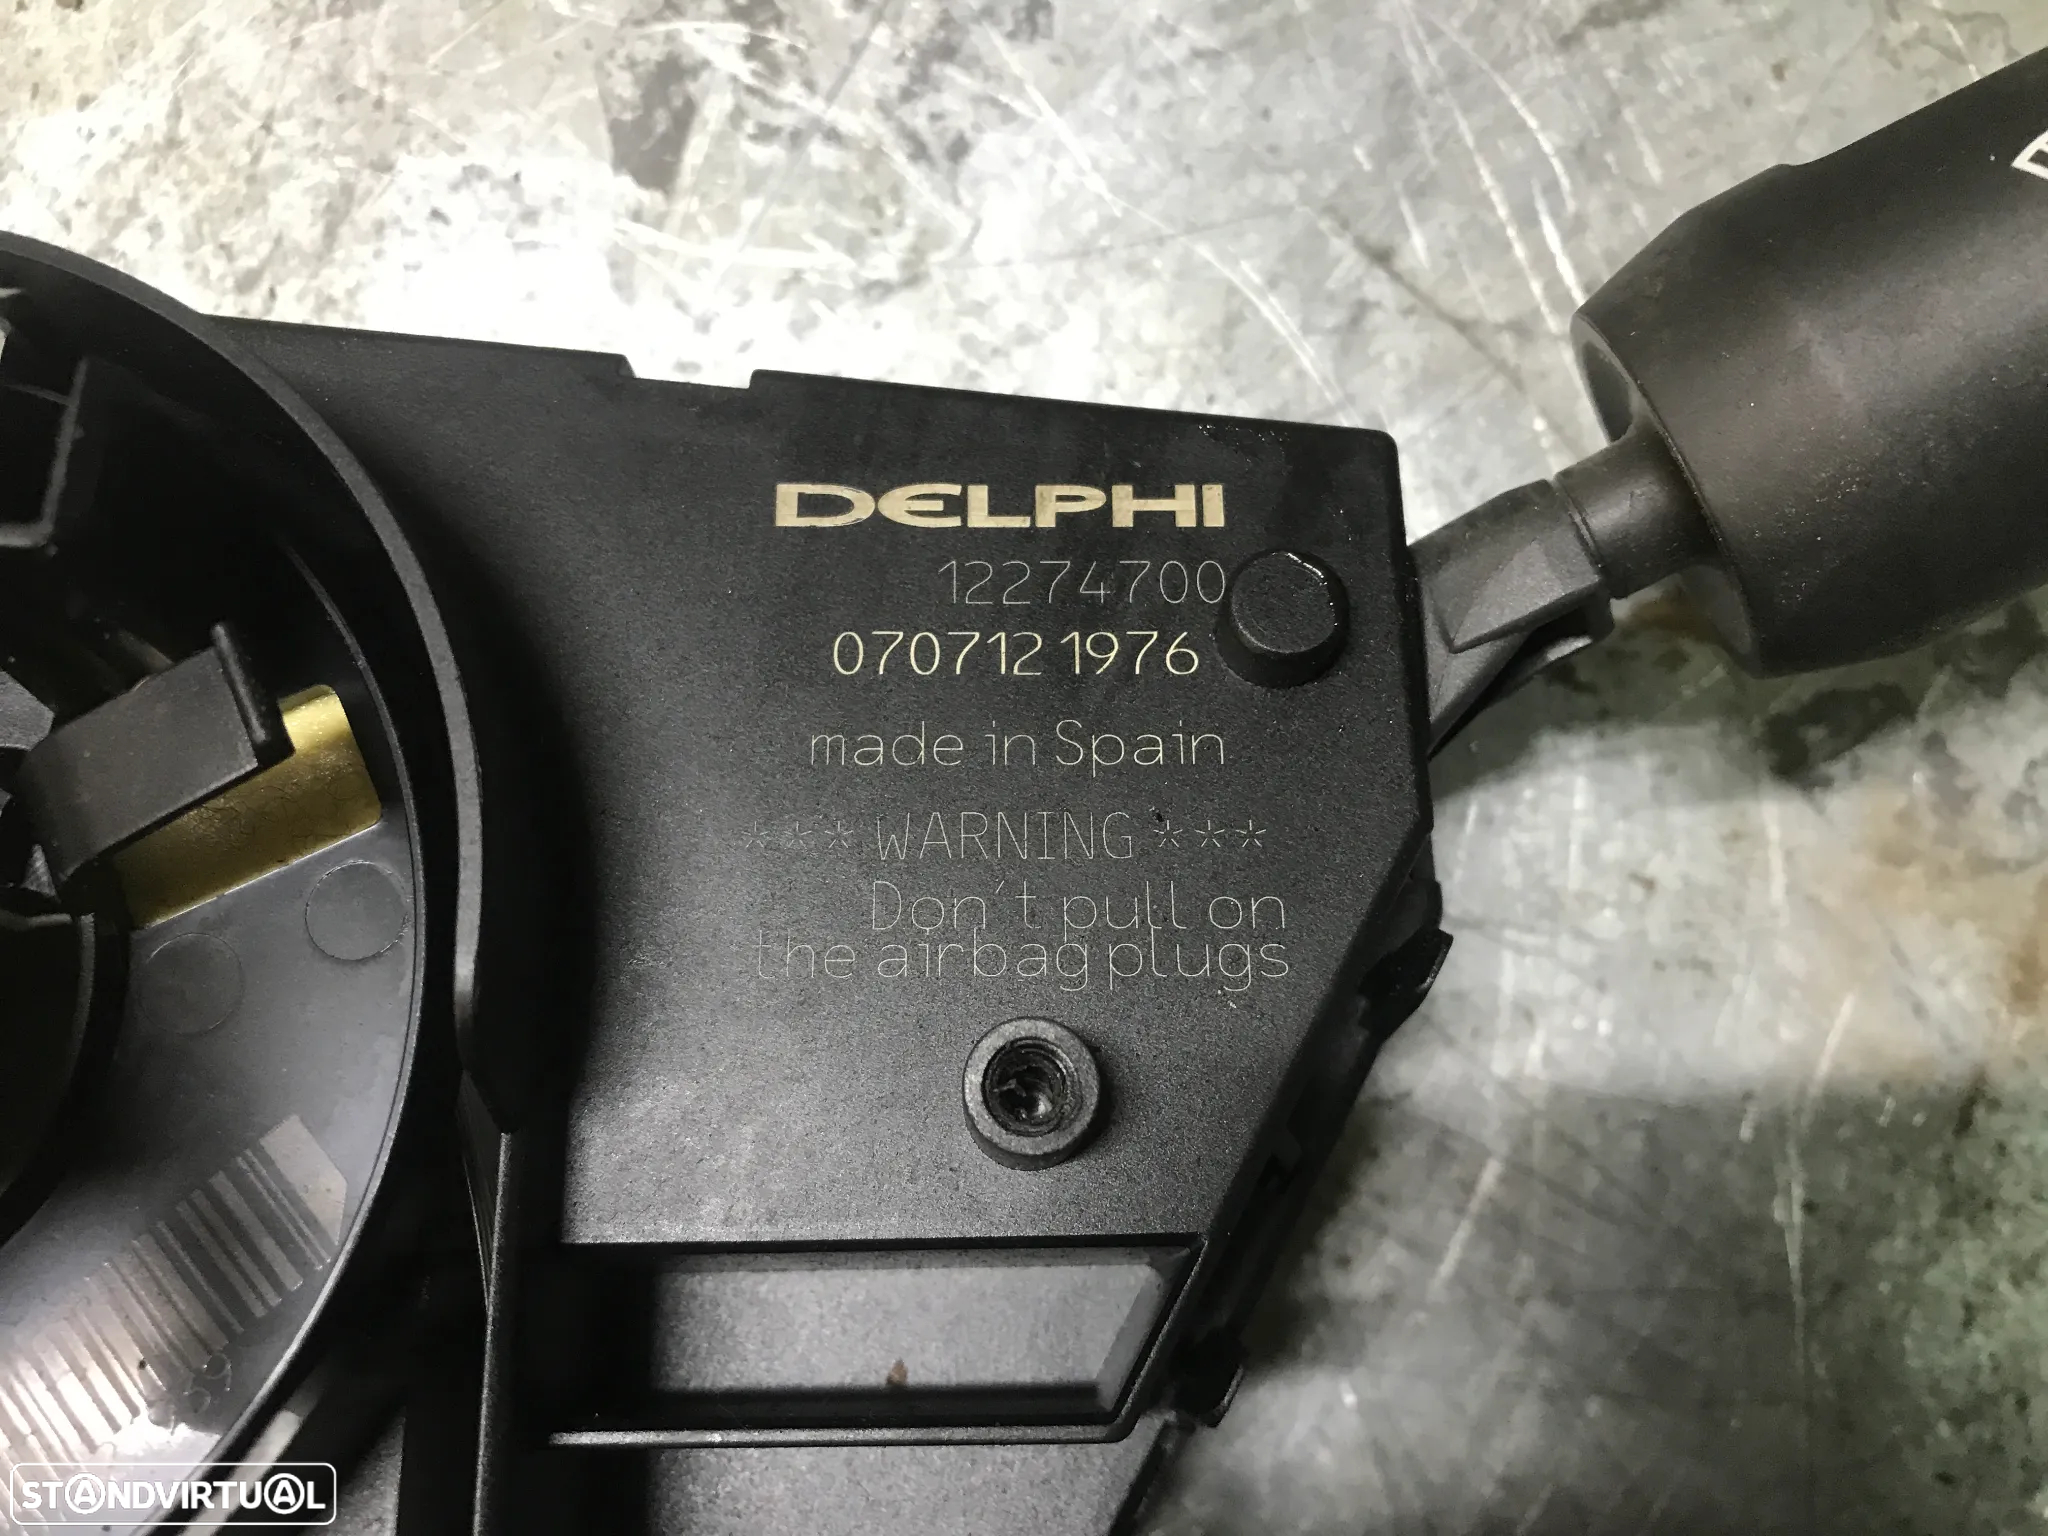 DELPHI
12274700
070712 1976
made in Spain
*** WARNING ***
Don't pull on
the airbag plugs
STANDVIRTUAL